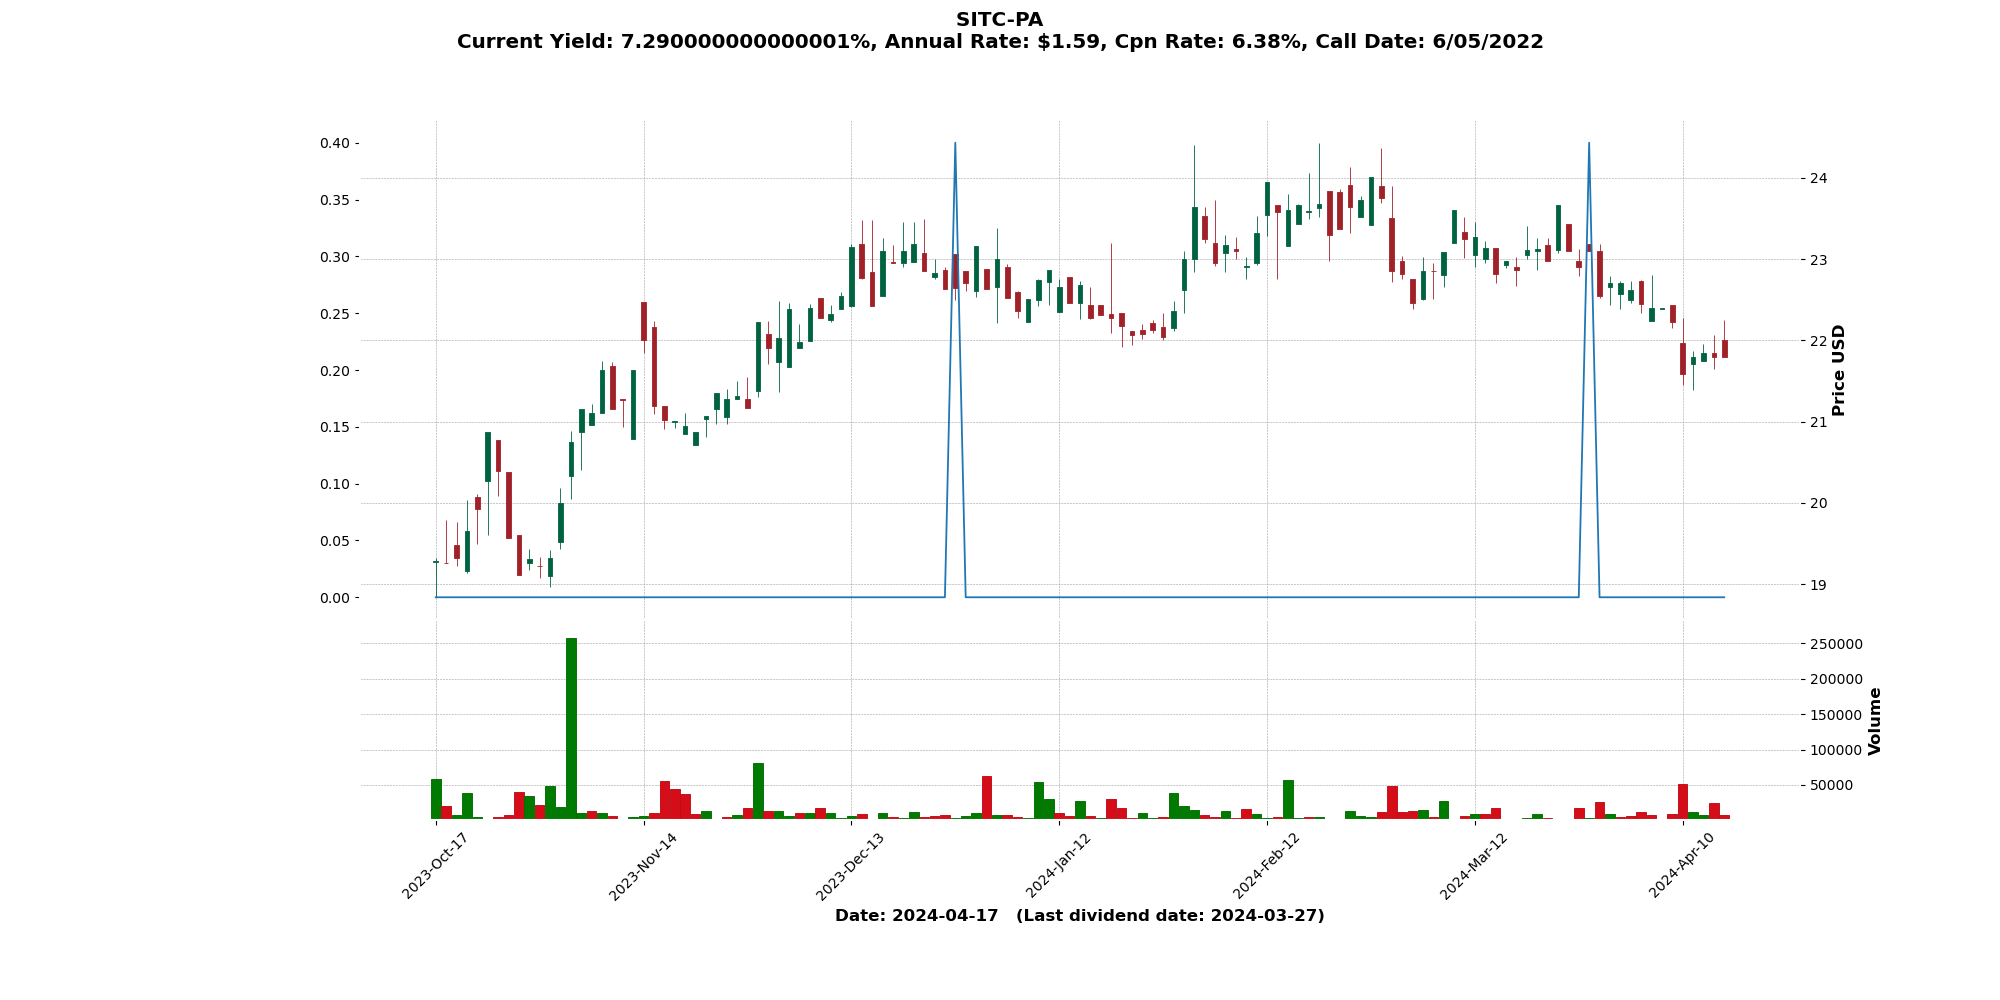 SITC-PA
Current Yield: 7.290000000000001%, Annual Rate: $1.59, Cpn Rate: 6.38%, Call Date: 6/05/2022
0.40
0.35
0.30
0.25
0.20
0.15
0.10
0.05
0.00
24
23
22
21
20
19
Price USD
250000
200000
150000
100000
50000
Volume
2023-Oct-17
2023-Nov-14
2023-Dec-13
2024-Jan-12
2024-Feb-12
2024-Mar-12
2024-Apr-10
Date: 2024-04-17 (Last dividend date: 2024-03-27)